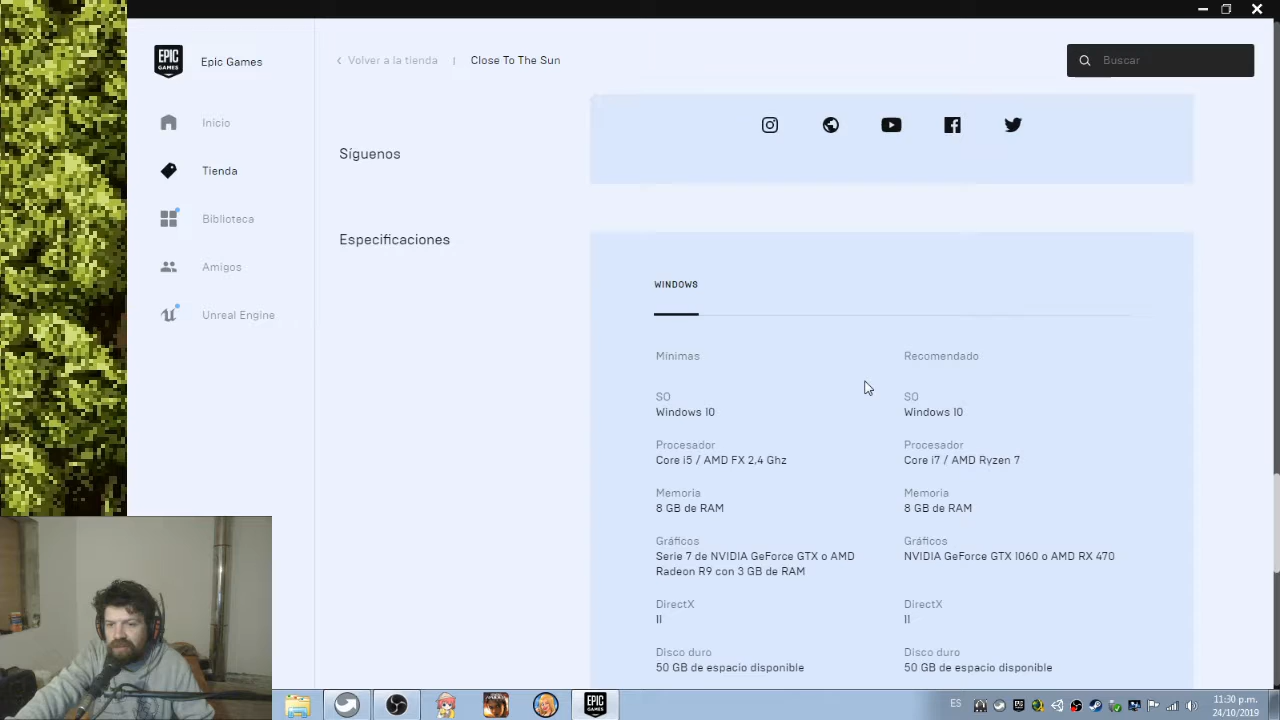 EPIC GAMES
Epic Games
Volver a la tienda
Close To The Sun
Buscar
Inicio
Tienda
Biblioteca
Amigos
Unreal Engine
Síguenos
Especificaciones
WINDOWS
Mínimas
Recomendado
SO
SO
Windows 10
Windows 10
Procesador
Procesador
Core i5 / AMD FX 2,4 Ghz
Core i7 / AMD Ryzen 7
Memoria
Memoria
8 GB de RAM
8 GB de RAM
Gráficos
Gráficos
Serie 7 de NVIDIA GeForce GTX o AMD
Radeon R9 con 3 GB de RAM
NVIDIA GeForce GTX 1060 o AMD RX 470
DirectX
DirectX
11
11
Disco duro
Disco duro
50 GB de espacio disponible
50 GB de espacio disponible
EPIC GAMES
ES
11:30 p.m.
24/10/2019